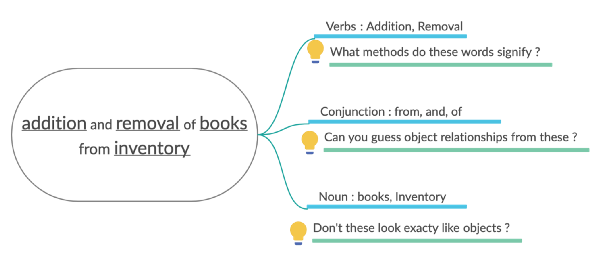 addition and removal of books
from inventory
Verbs : Addition, Removal
What methods do these words signify ?
Conjunction : from, and, of
Can you guess object relationships from these ?
Noun : books, Inventory
Don't these look exacty like objects ?